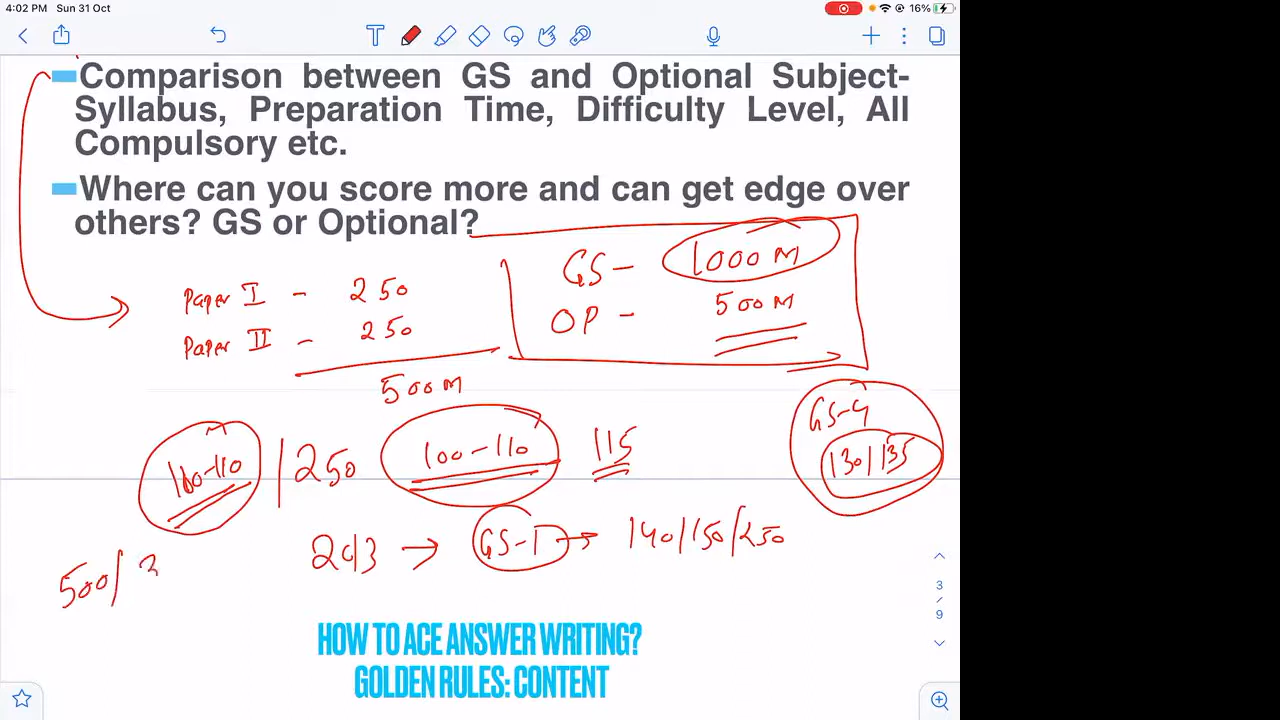 4:02 PM Sun 31 Oct
16%
Comparison between GS and Optional Subject-
Syllabus, Preparation Time, Difficulty Level, All
Compulsory etc.
Where can you score more and can get edge over
others? GS or Optional?
GS – 1000 M
OP – 500 M
Paper I – 250
Paper II – 250
500 M
GS-4
130/135
100-110 /250 100-110 115
2013 → GS-I → 140/150/250
500/
3
/
9
HOW TO ACE ANSWER WRITING?
GOLDEN RULES: CONTENT